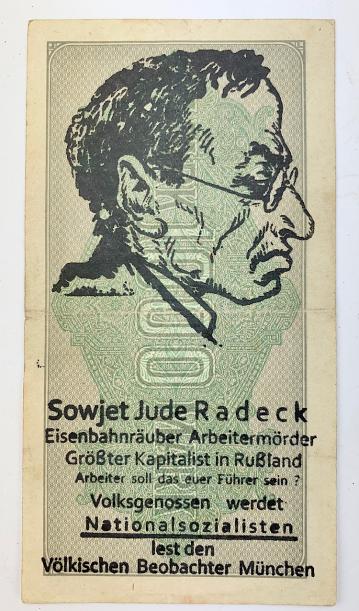 Sowjet Jude Radeck
Eisenbahnräuber Arbeitermörder
Größter Kapitalist in Rußland
Arbeiter soll das euer Führer sein ?
Volksgenossen werdet
Nationalsozialisten
lest den
Völkischen Beobachter München